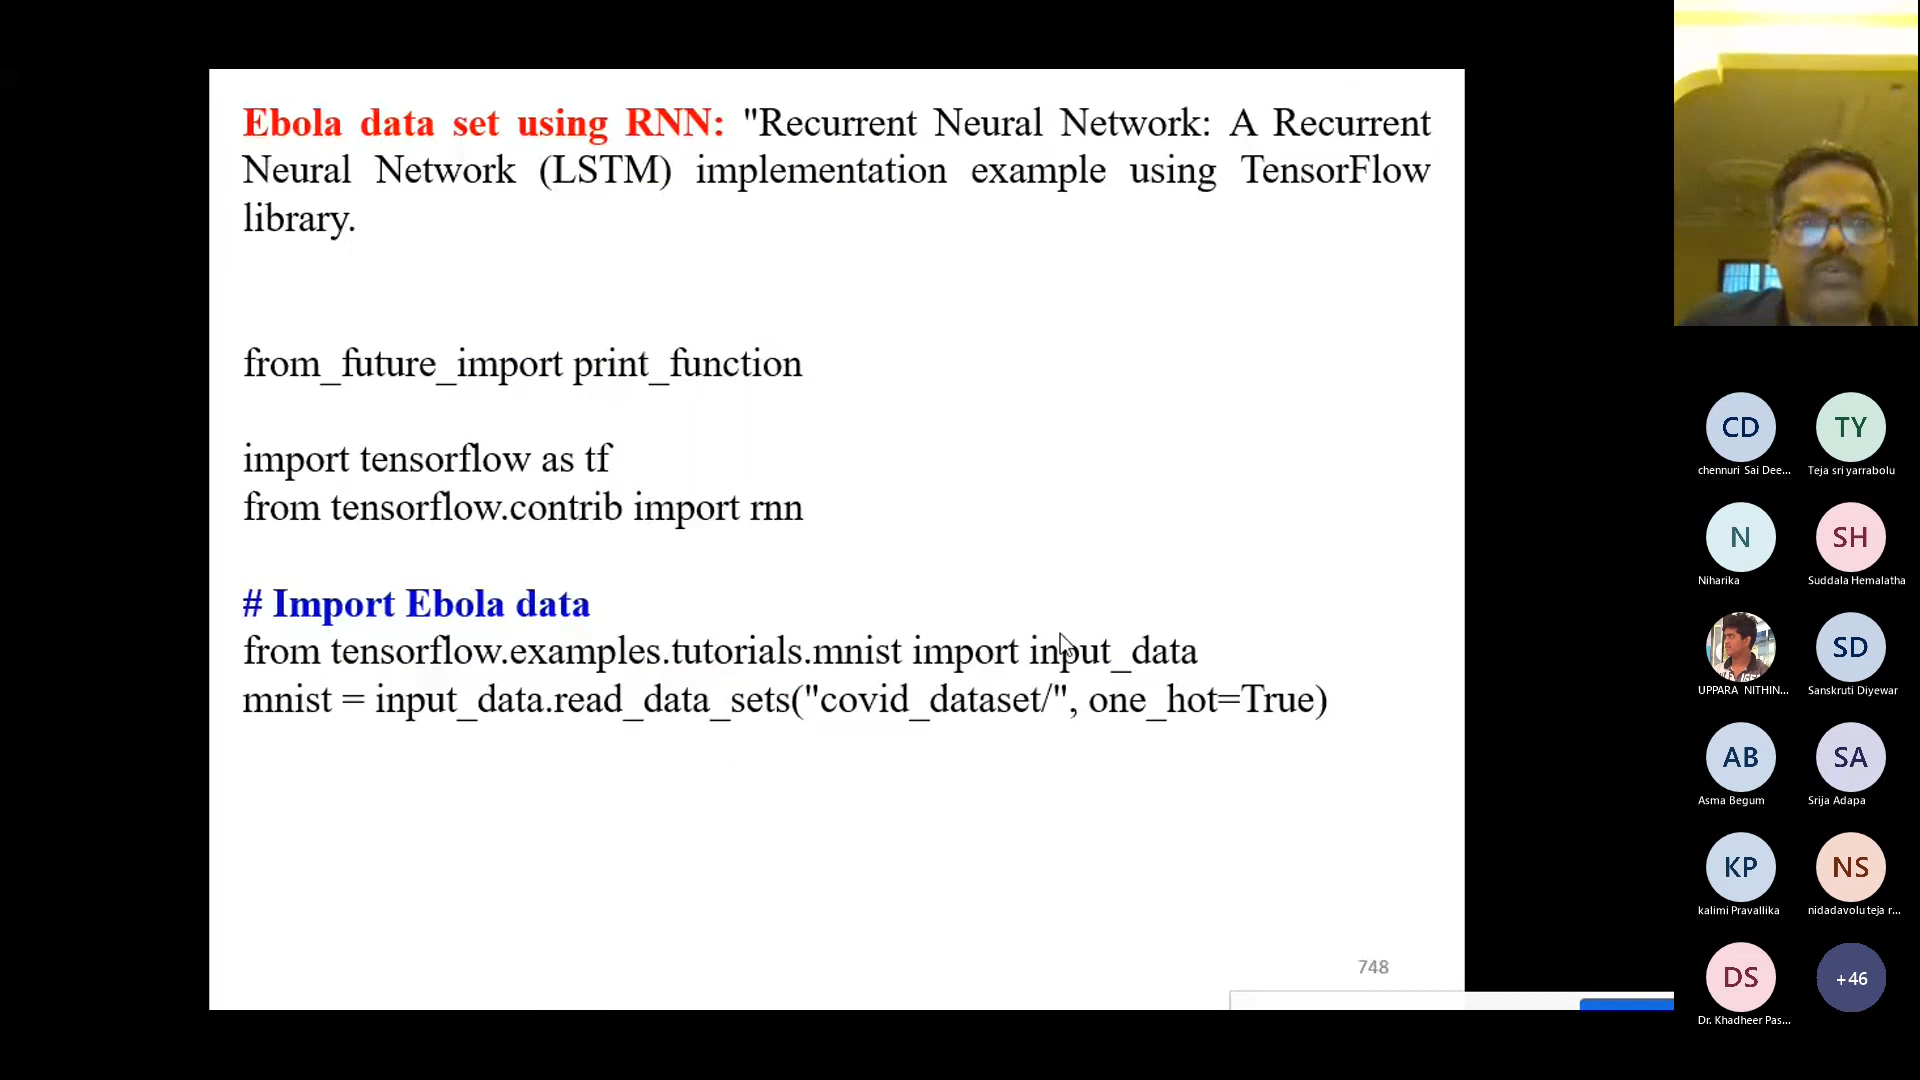 Ebola data set using RNN: "Recurrent Neural Network: A Recurrent
Neural Network (LSTM) implementation example using TensorFlow
library.
from_future_import print_function
import tensorflow as tf
from tensorflow.contrib import rnn
# Import Ebola data
from tensorflow.examples.tutorials.mnist import input_data
mnist = input_data.read_data_sets("covid_dataset/", one_hot=True)
748
CD
TY
chennuri Sai Dee...
Teja sri yarrabolu
N
SH
Niharika
Suddala Hemalatha
SD
UPPARA NITHIN...
Sanskruti Diyewar
AB
SA
Asma Begum
Srija Adapa
KP
NS
kalimi Pravallika
nidadavolu teja r...
DS
+46
Dr. Khadheer Pas...